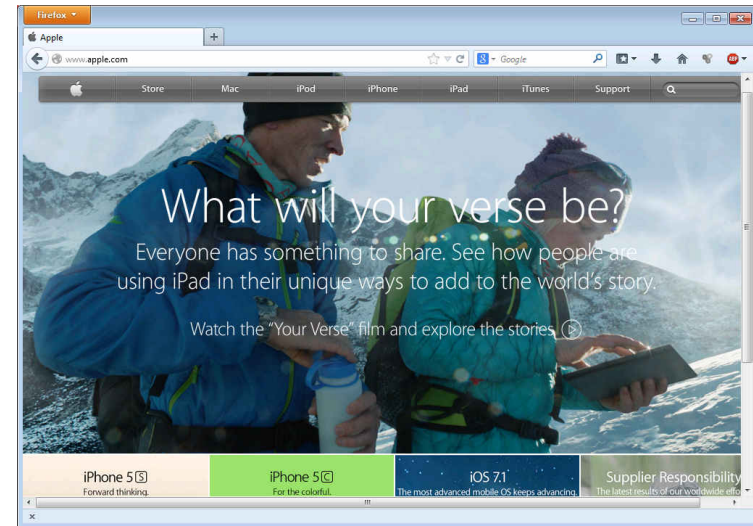 Firefox
Apple
www.apple.com
Google
Store Mac iPod iPhone iPad iTunes Support
What will your verse be?
Everyone has something to share. See how people are
using iPad in their unique ways to add to the world's story.
Watch the “Your Verse” film and explore the stories
iPhone 5S
Forward thinking.
iPhone 5C
For the colorful.
iOS 7.1
The most advanced mobile OS keeps advancing.
Supplier Responsibility
The latest results of our worldwide effo